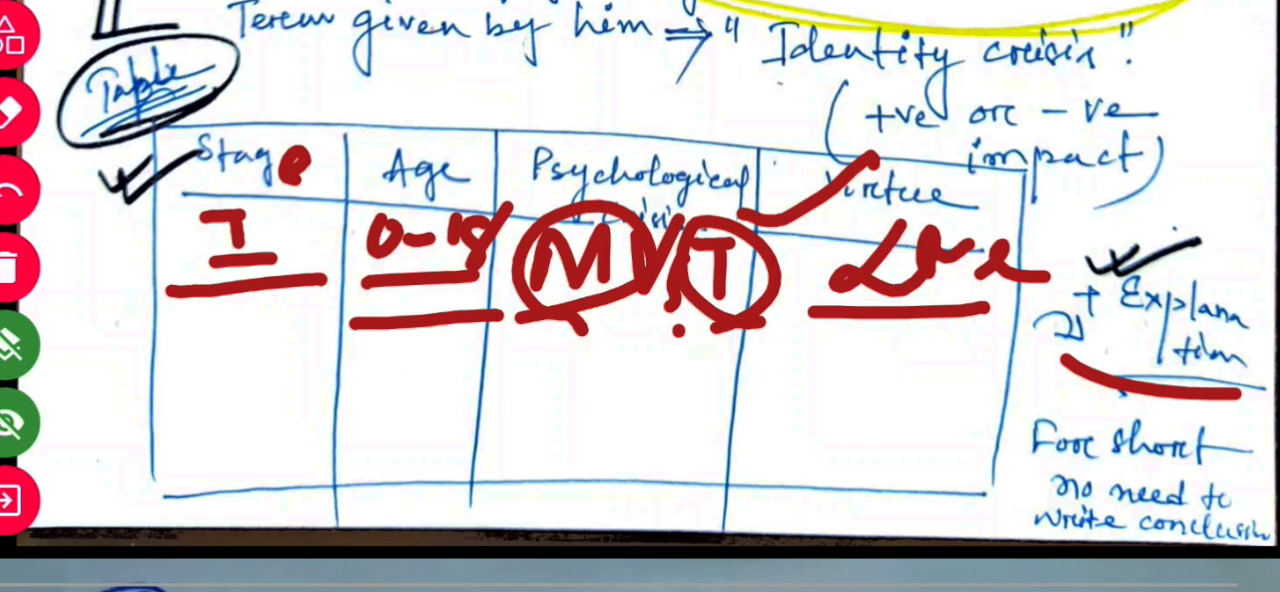 Term given by him → "Identity crisis".
(+ve or -ve
impact)
Table
Stage Age Psychological Virtue
crisis
I 0-18 M V. T
+ Explana
tion
For short
no need to
write conclusion